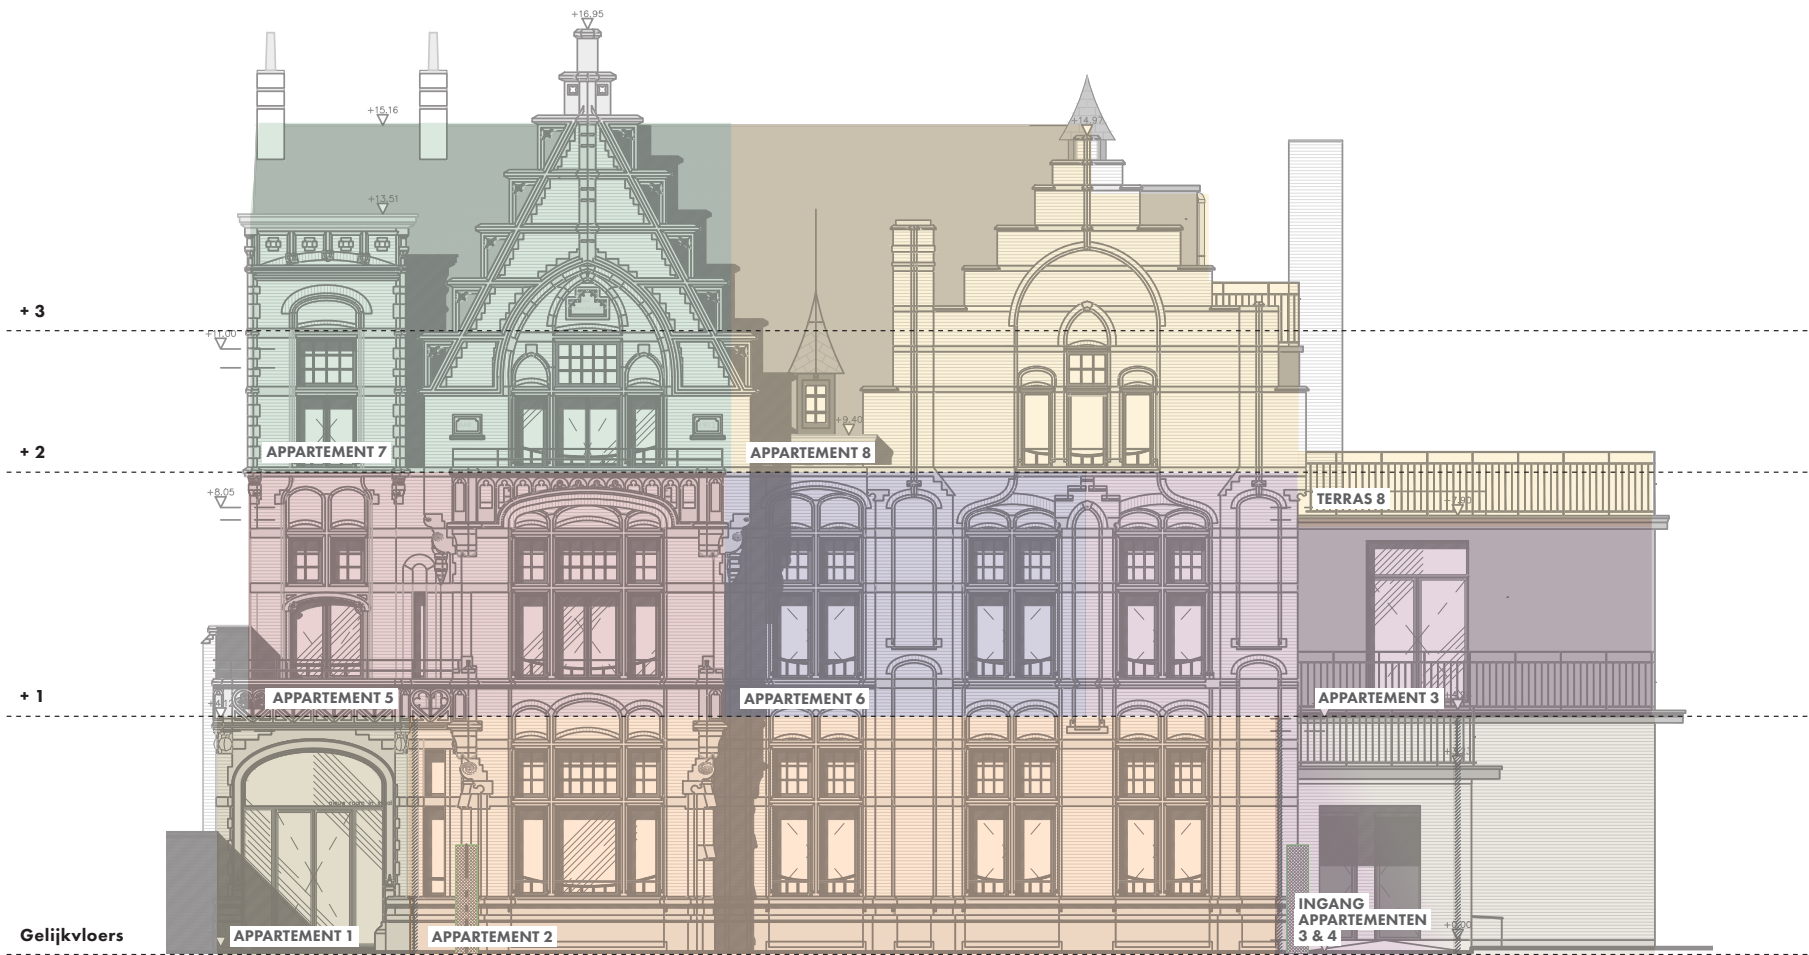 +16.95
+15.16
+14.97
+13.51
+ 3
+11.00
+9.40
+ 2
APPARTEMENT 7
APPARTEMENT 8
+8.05
TERRAS 8
+7.90
+ 1
APPARTEMENT 5
APPARTEMENT 6
APPARTEMENT 3
INGANG
APPARTEMENTEN
3 & 4
+0.00
Gelijkvloers
APPARTEMENT 1
APPARTEMENT 2